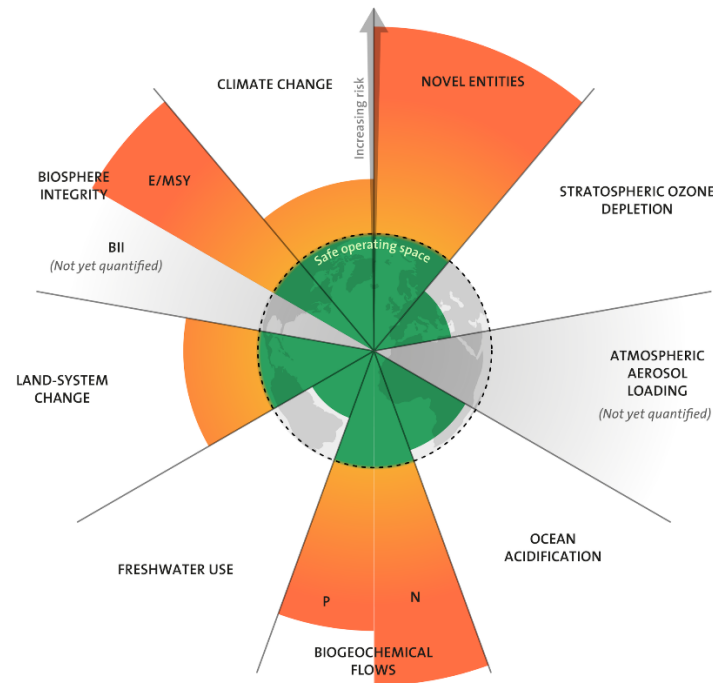 CLIMATE CHANGE
NOVEL ENTITIES
Increasing risk
BIOSPHERE
INTEGRITY
E/MSY
STRATOSPHERIC OZONE
DEPLETION
BII
(Not yet quantified)
Safe operating space
LAND-SYSTEM
CHANGE
ATMOSPHERIC
AEROSOL
LOADING
(Not yet quantified)
FRESHWATER USE
OCEAN
ACIDIFICATION
P
N
BIOGEOCHEMICAL
FLOWS